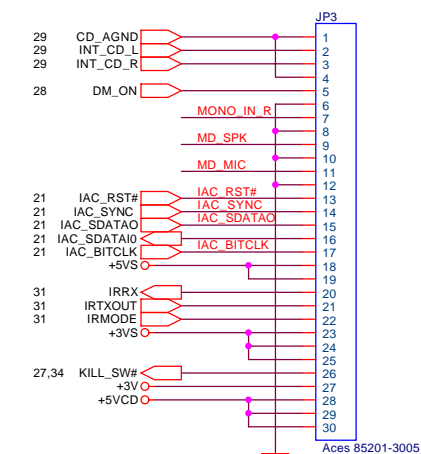 JP3
29 CD_AGND 1
29 INT_CD_L 2
29 INT_CD_R 3
4
28 DM_ON 5
6
MONO_IN_R 7
8
MD_SPK 9
10
MD_MIC 11
12
21 IAC_RST# IAC_RST# 13
21 IAC_SYNC IAC_SYNC 14
21 IAC_SDATAO IAC_SDATAO 15
21 IAC_SDATAI0 16
21 IAC_BITCLK IAC_BITCLK 17
+5VS 18
19
31 IRRX 20
31 IRTXOUT 21
31 IRMODE 22
+3VS 23
24
25
27,34 KILL_SW# 26
+3V 27
+5VCD 28
29
30
Aces 85201-3005